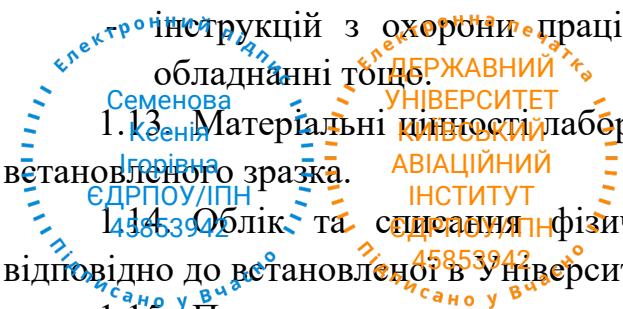 - інструкцій з охорони праці
обладнанні тощо.
1.13. Матеріальні цінності лабор
встановленого зразка.
1.14. Облік та списання фізич
відповідно до встановленої в Університ
Електронний підпис
Семенова
Ксенія
Ігорівна
ЄДРПОУ/ІПН
45853942
Підписано у Вчасно
Електронна печатка
ДЕРЖАВНИЙ
УНІВЕРСИТЕТ
КИЇВСЬКИЙ
АВІАЦІЙНИЙ
ІНСТИТУТ
ЄДРПОУ/ІПН
45853942
Підписано у Вчасно